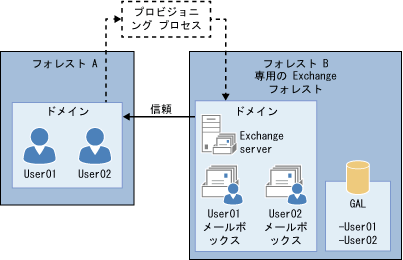 プロビジョニ
ング プロセス
フォレスト A
ドメイン
User01
User02
信頼
フォレスト B
専用の Exchange
フォレスト
ドメイン
Exchange
server
User01
メールボ
ックス
User02
メールボ
ックス
GAL
-User01
-User02